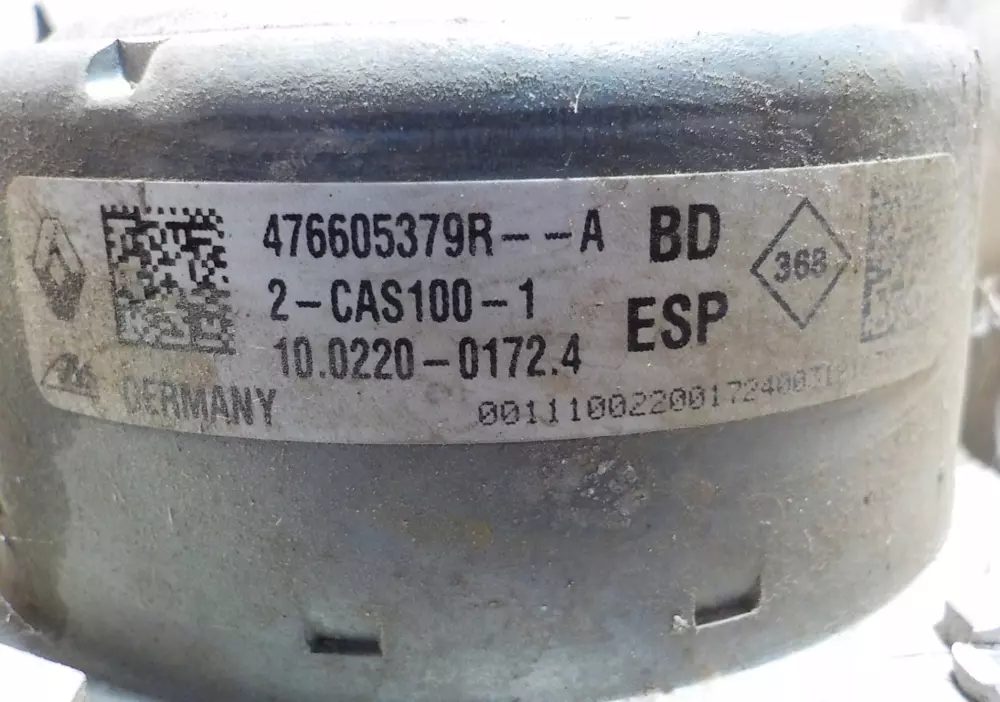 476605379R--A BD
2-CAS100-1 ESP
10.0220-0172.4
368
GERMANY